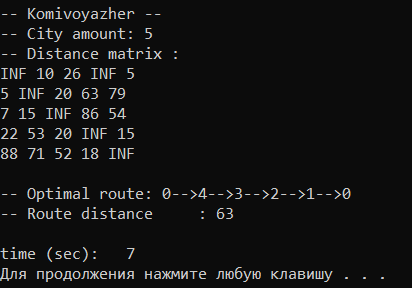 -- Komivoyazher --
-- City amount: 5
-- Distance matrix :
INF 10 26 INF 5
5 INF 20 63 79
7 15 INF 86 54
22 53 20 INF 15
88 71 52 18 INF
-- Optimal route: 0-->4-->3-->2-->1-->0
-- Route distance     : 63
time (sec):   7
Для продолжения нажмите любую клавишу . . .